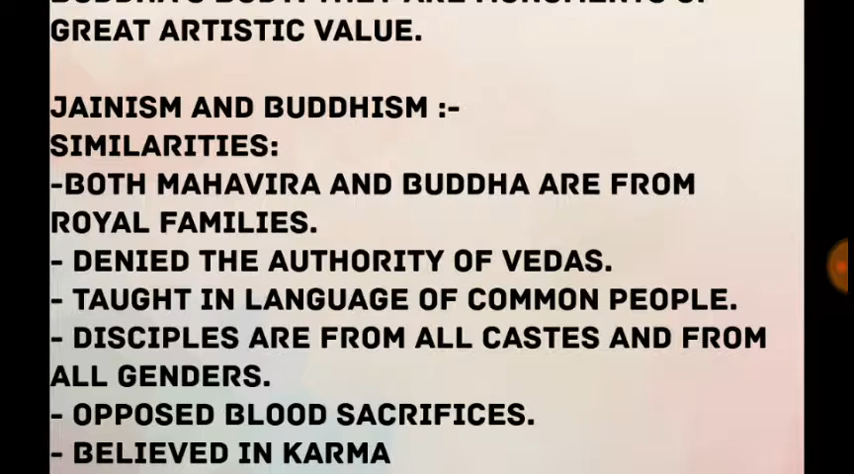 GREAT ARTISTIC VALUE.
JAINISM AND BUDDHISM :-
SIMILARITIES:
-BOTH MAHAVIRA AND BUDDHA ARE FROM
ROYAL FAMILIES.
- DENIED THE AUTHORITY OF VEDAS.
- TAUGHT IN LANGUAGE OF COMMON PEOPLE.
- DISCIPLES ARE FROM ALL CASTES AND FROM
ALL GENDERS.
- OPPOSED BLOOD SACRIFICES.
- BELIEVED IN KARMA